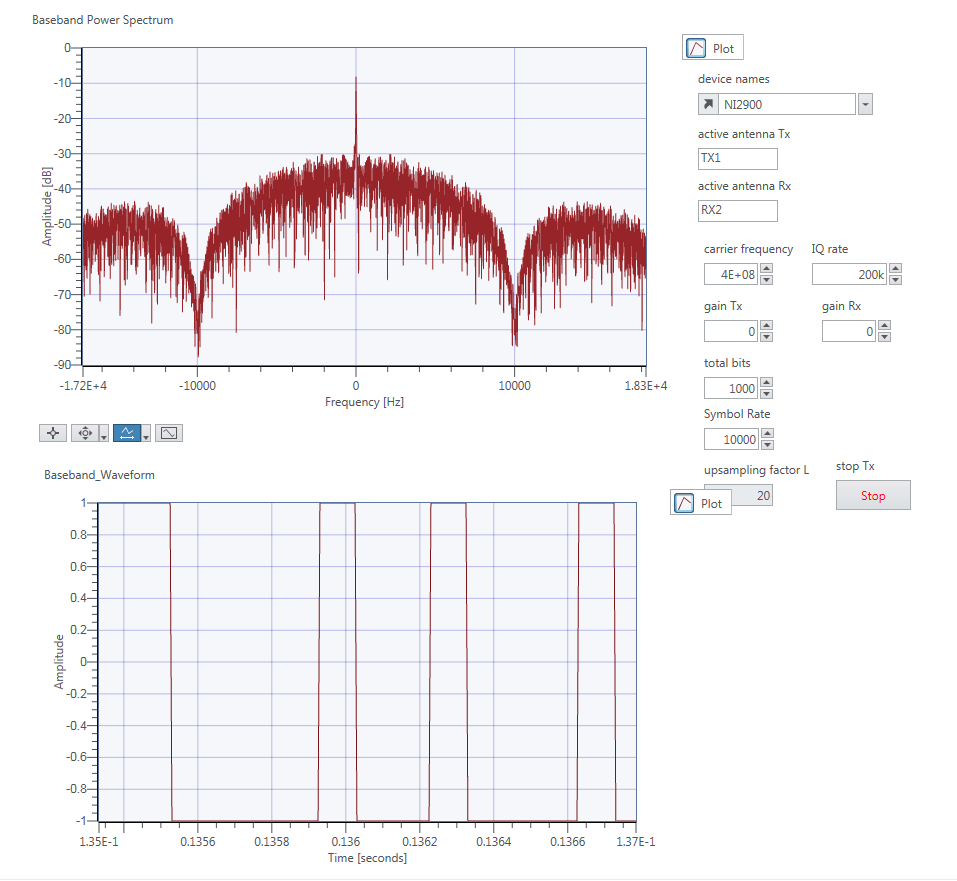 Baseband Power Spectrum
Plot
0
-10
-20
-30
-40
-50
-60
-70
-80
-90
Amplitude [dB]
-1.72E+4
-10000
0
10000
1.83E+4
Frequency [Hz]
device names
NI2900
active antenna Tx
TX1
active antenna Rx
RX2
carrier frequency
IQ rate
4E+08
200k
gain Tx
gain Rx
0
0
total bits
1000
Symbol Rate
10000
upsampling factor L
stop Tx
20
Stop
Baseband_Waveform
Plot
1
0.8
0.6
0.4
0.2
0
-0.2
-0.4
-0.6
-0.8
-1
Amplitude
1.35E-1
0.1356
0.1358
0.136
0.1362
0.1364
0.1366
1.37E-1
Time [seconds]